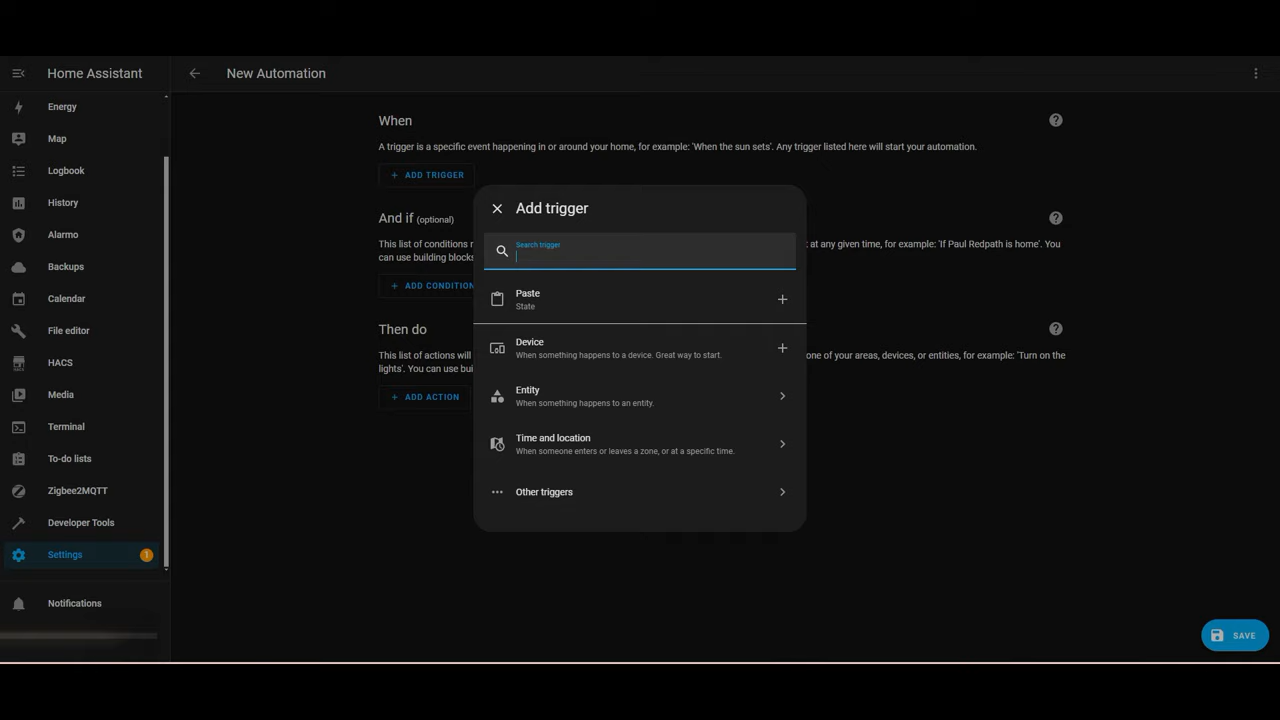 Home Assistant
New Automation
Energy
Map
Logbook
History
Alarmo
Backups
Calendar
File editor
HACS
HACS
Media
Terminal
To-do lists
Zigbee2MQTT
Developer Tools
Settings
1
Notifications
When
A trigger is a specific event happening in or around your home, for example: 'When the sun sets'. Any trigger listed here will start your automation.
+ ADD TRIGGER
And if (optional)
This list of conditions
at any given time, for example: 'If Paul Redpath is home'. You
can use building blocks
+ ADD CONDITION
Then do
This list of actions will
one of your areas, devices, or entities, for example: 'Turn on the
lights'. You can use
+ ADD ACTION
Add trigger
Search trigger
Paste
State
Device
When something happens to a device. Great way to start.
Entity
When something happens to an entity.
Time and location
When someone enters or leaves a zone, or at a specific time.
Other triggers
SAVE